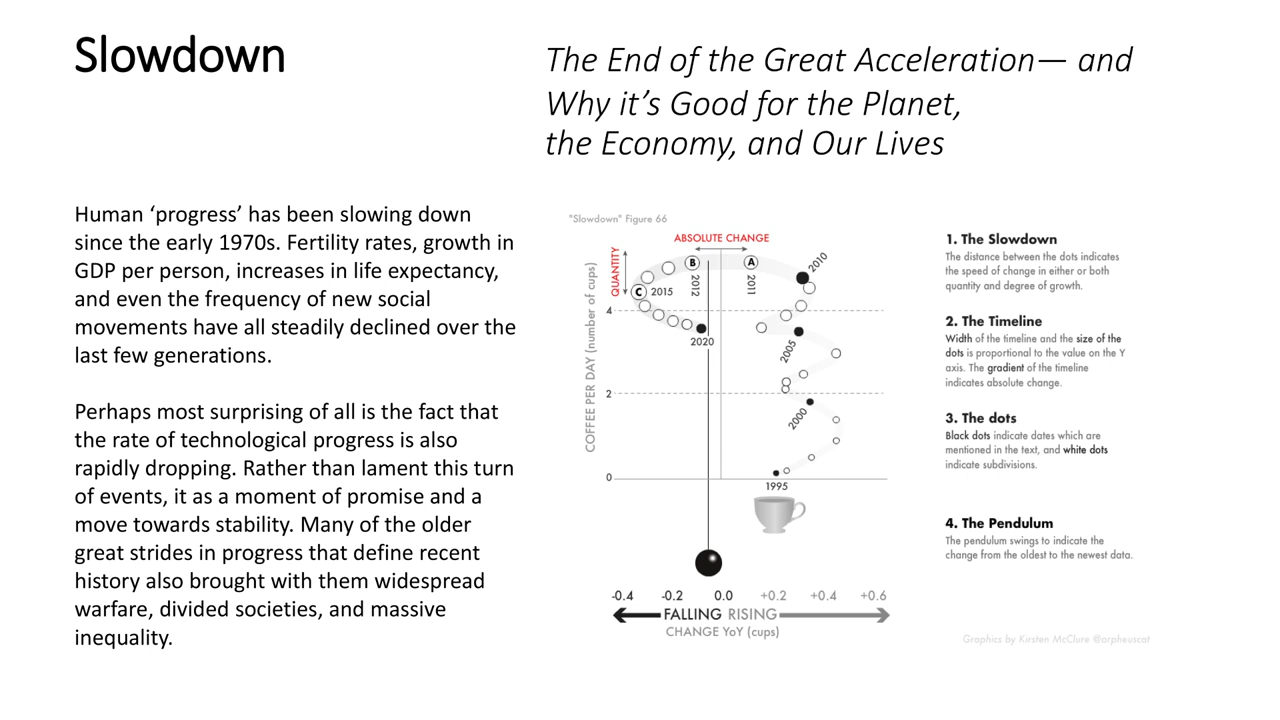 Slowdown
The End of the Great Acceleration— and
Why it’s Good for the Planet,
the Economy, and Our Lives
Human ‘progress’ has been slowing down
since the early 1970s. Fertility rates, growth in
GDP per person, increases in life expectancy,
and even the frequency of new social
movements have all steadily declined over the
last few generations.
Perhaps most surprising of all is the fact that
the rate of technological progress is also
rapidly dropping. Rather than lament this turn
of events, it as a moment of promise and a
move towards stability. Many of the older
great strides in progress that define recent
history also brought with them widespread
warfare, divided societies, and massive
inequality.
"Slowdown" Figure 66
ABSOLUTE CHANGE
QUANTITY
COFFEE PER DAY (number of cups)
B
A
2010
2012
2011
C
2015
4
2020
2005
2
2000
0
1995
-0.4 -0.2 0.0 +0.2 +0.4 +0.6
FALLING RISING
CHANGE YoY (cups)
1. The Slowdown
The distance between the dots indicates
the speed of change in either or both
quantity and degree of growth.
2. The Timeline
Width of the timeline and the size of the
dots is proportional to the value on the Y
axis. The gradient of the timeline
indicates absolute change.
3. The dots
Black dots indicate dates which are
mentioned in the text, and white dots
indicate subdivisions.
4. The Pendulum
The pendulum swings to indicate the
change from the oldest to the newest data.
Graphics by Kirsten McClure @orpheuscat